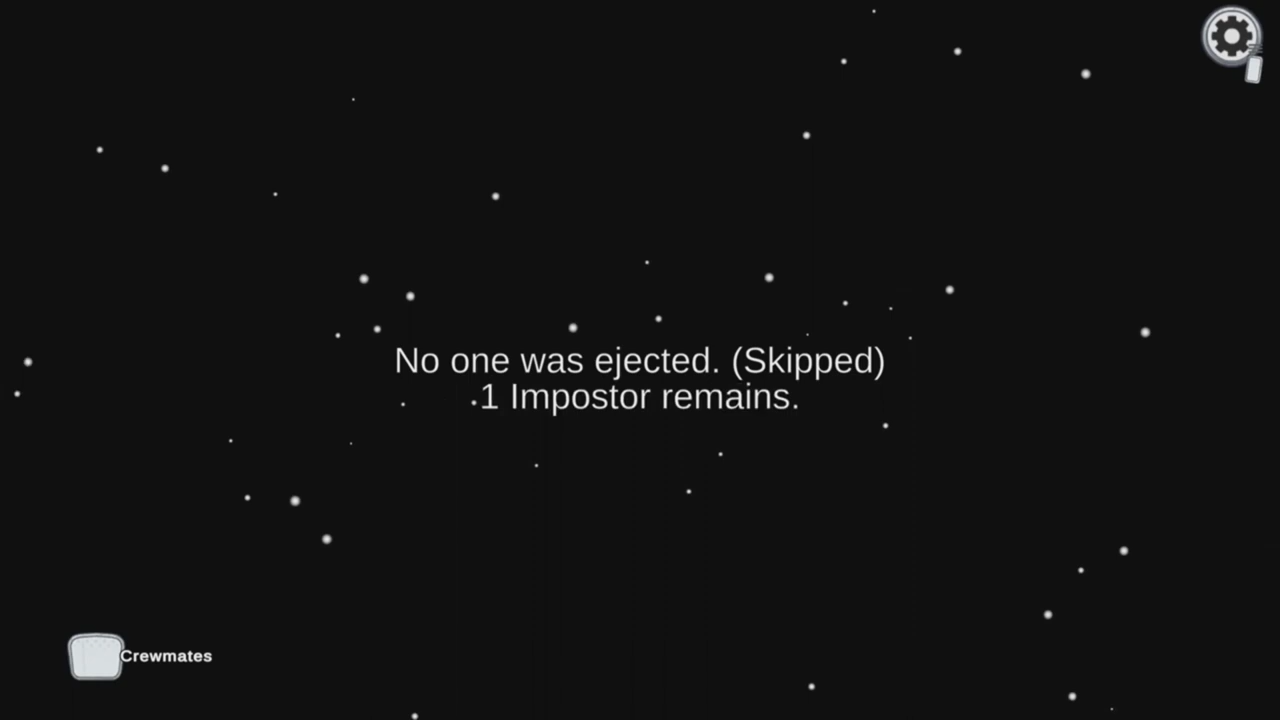 No one was ejected. (Skipped)
1 Impostor remains.
Crewmates